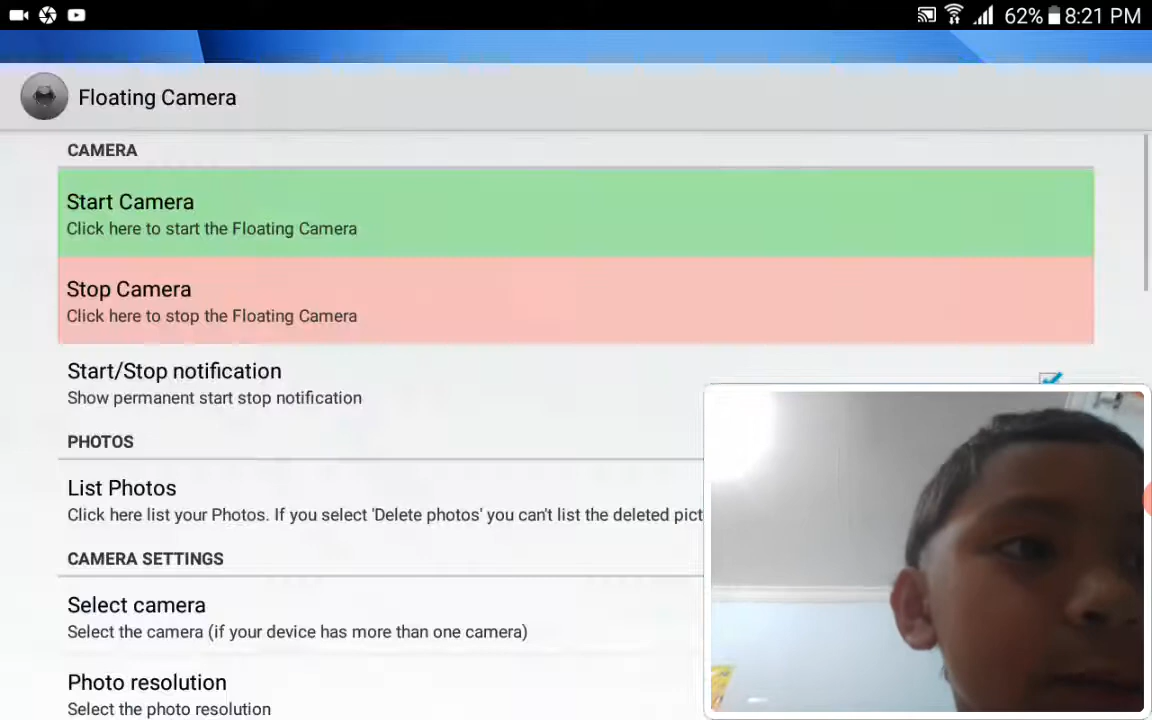 62% 8:21 PM
Floating Camera
CAMERA
Start Camera
Click here to start the Floating Camera
Stop Camera
Click here to stop the Floating Camera
Start/Stop notification
Show permanent start stop notification
PHOTOS
List Photos
Click here list your Photos. If you select 'Delete photos' you can't list the deleted pict
CAMERA SETTINGS
Select camera
Select the camera (if your device has more than one camera)
Photo resolution
Select the photo resolution